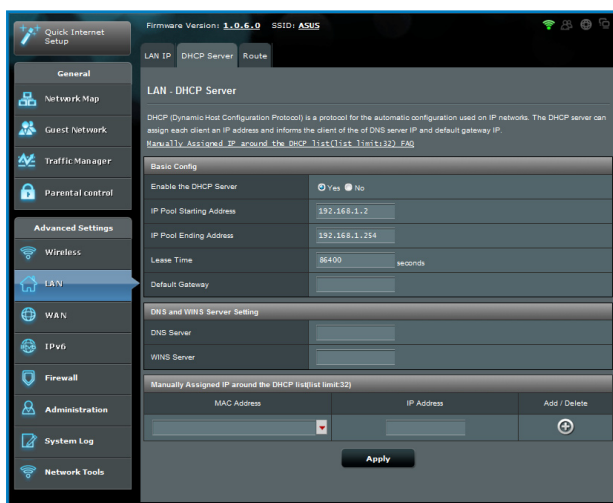 Quick Internet
Setup
Firmware Version: 1.0.6.0 SSID: ASUS
LAN IP DHCP Server Route
General
Network Map
Guest Network
Traffic Manager
Parental control
Advanced Settings
Wireless
LAN
WAN
IPv6
Firewall
Administration
System Log
Network Tools
LAN - DHCP Server
DHCP (Dynamic Host Configuration Protocol) is a protocol for the automatic configuration used on IP networks. The DHCP server can
assign each client an IP address and informs the client of the of DNS server IP and default gateway IP.
Manually Assigned IP around the DHCP list(list limit:32) FAQ
Basic Config
Enable the DHCP Server Yes No
IP Pool Starting Address 192.168.1.2
IP Pool Ending Address 192.168.1.254
Lease Time 86400 seconds
Default Gateway
DNS and WINS Server Setting
DNS Server
WINS Server
Manually Assigned IP around the DHCP list(list limit:32)
MAC Address IP Address Add / Delete
Apply